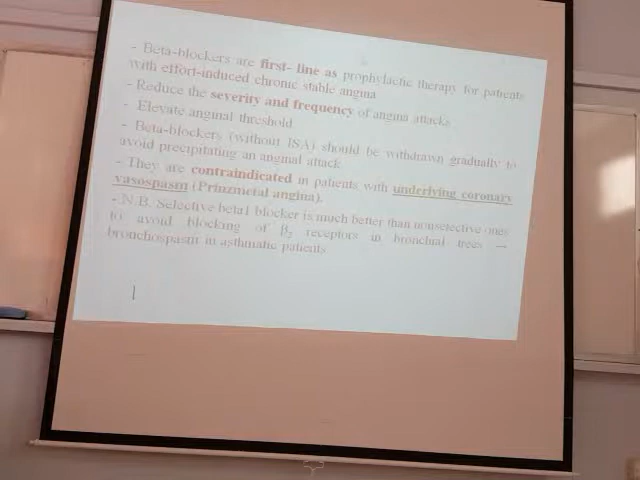 - Beta-blockers are first- line as prophylactic therapy for patients
with effort-induced chronic stable angina
- Reduce the severity and frequency of angina attacks
- Elevate anginal threshold
- Beta-blockers (without ISA) should be withdrawn gradually to
avoid precipitating an anginal attack
- They are contraindicated in patients with underlying coronary
vasospasm (Prinzmetal angina).
- N.B. Selective beta1 blocker is much better than nonselective ones
to avoid blocking of β₂ receptors in bronchial trees →
bronchospasm in asthmatic patients